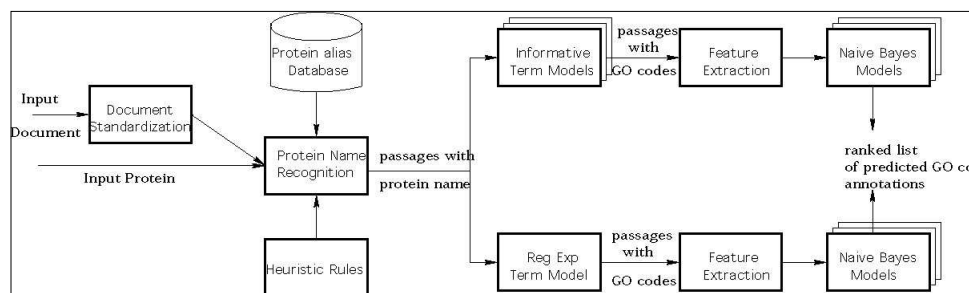 Protein alias
Database
Input
Document
Document
Standardization
Input Protein
Protein Name
Recognition
Heuristic Rules
passages with
protein name
Informative
Term Models
passages
with
GO codes
Feature
Extraction
Naive Bayes
Models
ranked list
of predicted GO co
annotations
Reg Exp
Term Model
passages
with
GO codes
Feature
Extraction
Naive Bayes
Models